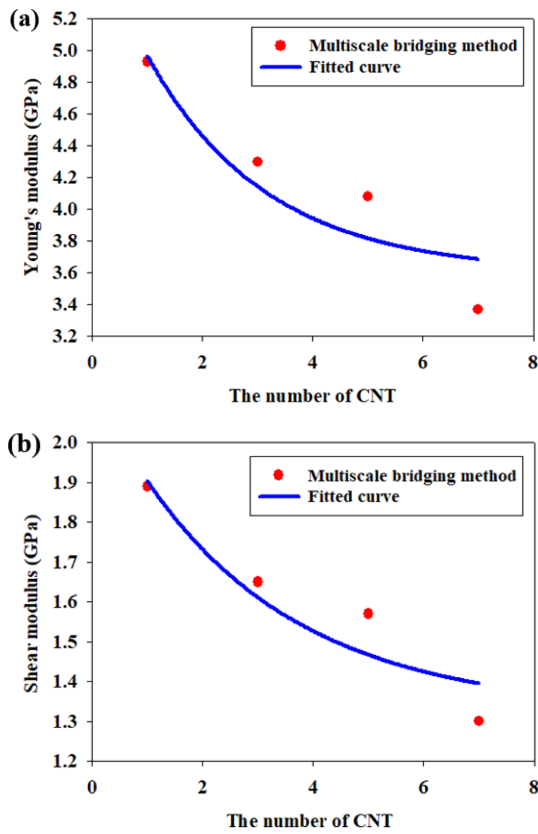 (a)
5.2
5.0
4.8
4.6
4.4
4.2
4.0
3.8
3.6
3.4
3.2
Young's modulus (GPa)
Multiscale bridging method
Fitted curve
0 2 4 6 8
The number of CNT
(b)
2.0
1.9
1.8
1.7
1.6
1.5
1.4
1.3
1.2
Shear modulus (GPa)
Multiscale bridging method
Fitted curve
0 2 4 6 8
The number of CNT